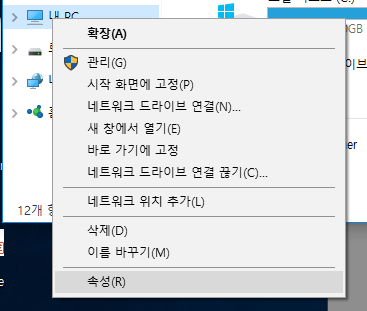 내 PC
확장(A)
관리(G)
시작 화면에 고정(P)
네트워크 드라이브 연결(N)...
새 창에서 열기(E)
바로 가기에 고정
네트워크 드라이브 연결 끊기(C)...
네트워크 위치 추가(L)
삭제(D)
이름 바꾸기(M)
속성(R)
12개
GB